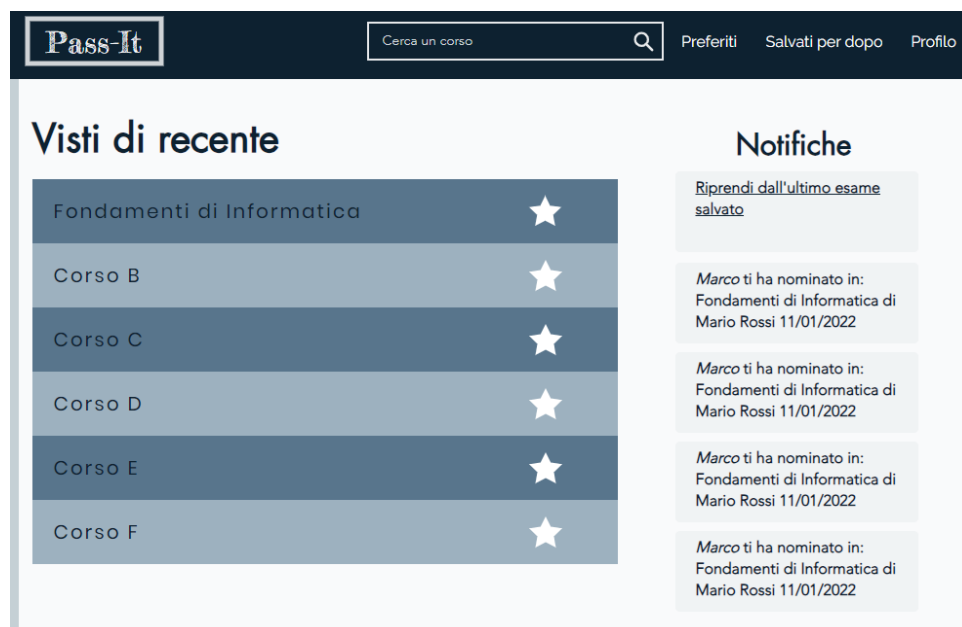 Pass-It
Cerca un corso
Preferiti
Salvati per dopo
Profilo
Visti di recente
Fondamenti di Informatica
Corso B
Corso C
Corso D
Corso E
Corso F
Notifiche
Riprendi dall'ultimo esame
salvato
Marco ti ha nominato in:
Fondamenti di Informatica di
Mario Rossi 11/01/2022
Marco ti ha nominato in:
Fondamenti di Informatica di
Mario Rossi 11/01/2022
Marco ti ha nominato in:
Fondamenti di Informatica di
Mario Rossi 11/01/2022
Marco ti ha nominato in:
Fondamenti di Informatica di
Mario Rossi 11/01/2022